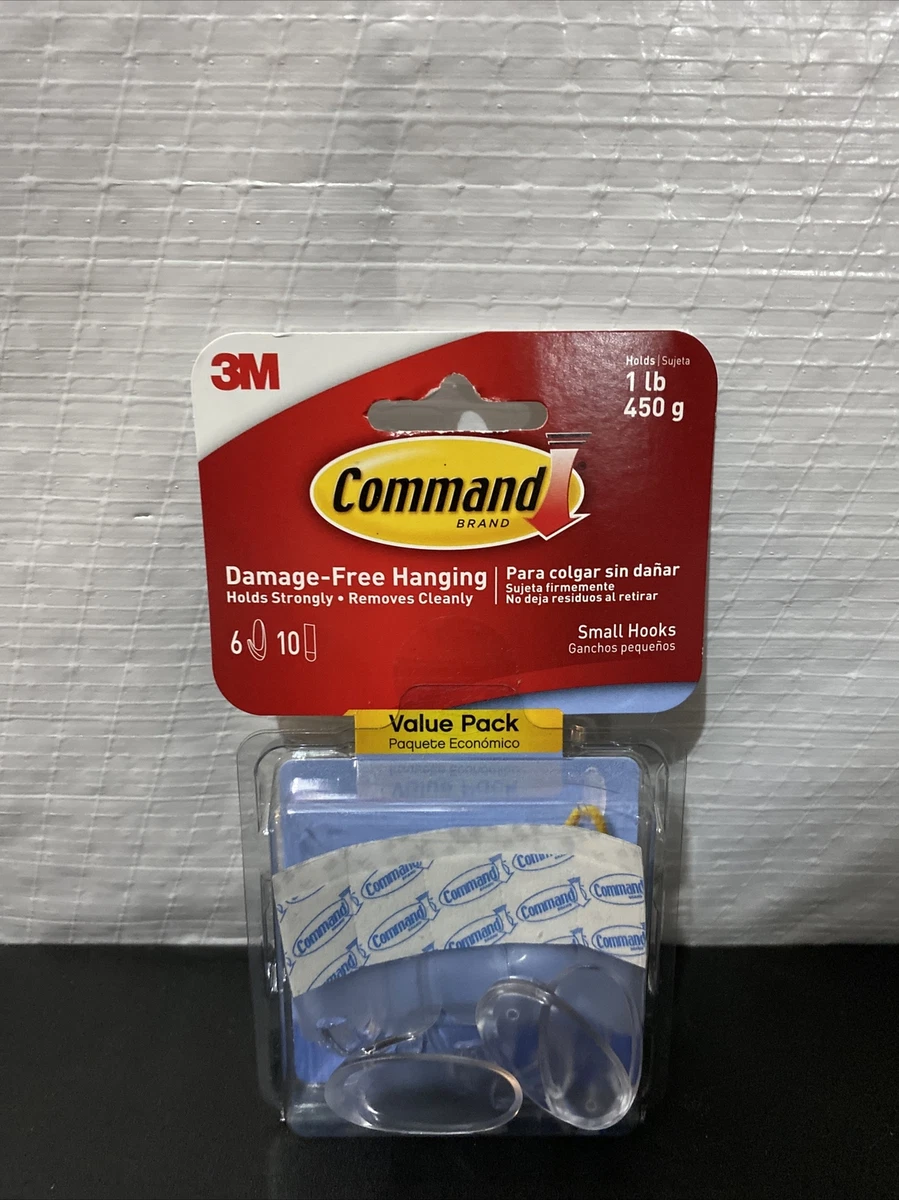 3M
Holds | Sujeta
1 lb
450 g
Command
BRAND
Damage-Free Hanging
Holds Strongly • Removes Cleanly
Para colgar sin dañar
Sujeta firmemente
No deja residuos al retirar
6 10
Small Hooks
Ganchos pequeños
Value Pack
Paquete Económico
Command
Command
Command
Command
Command
Command
Command
Command